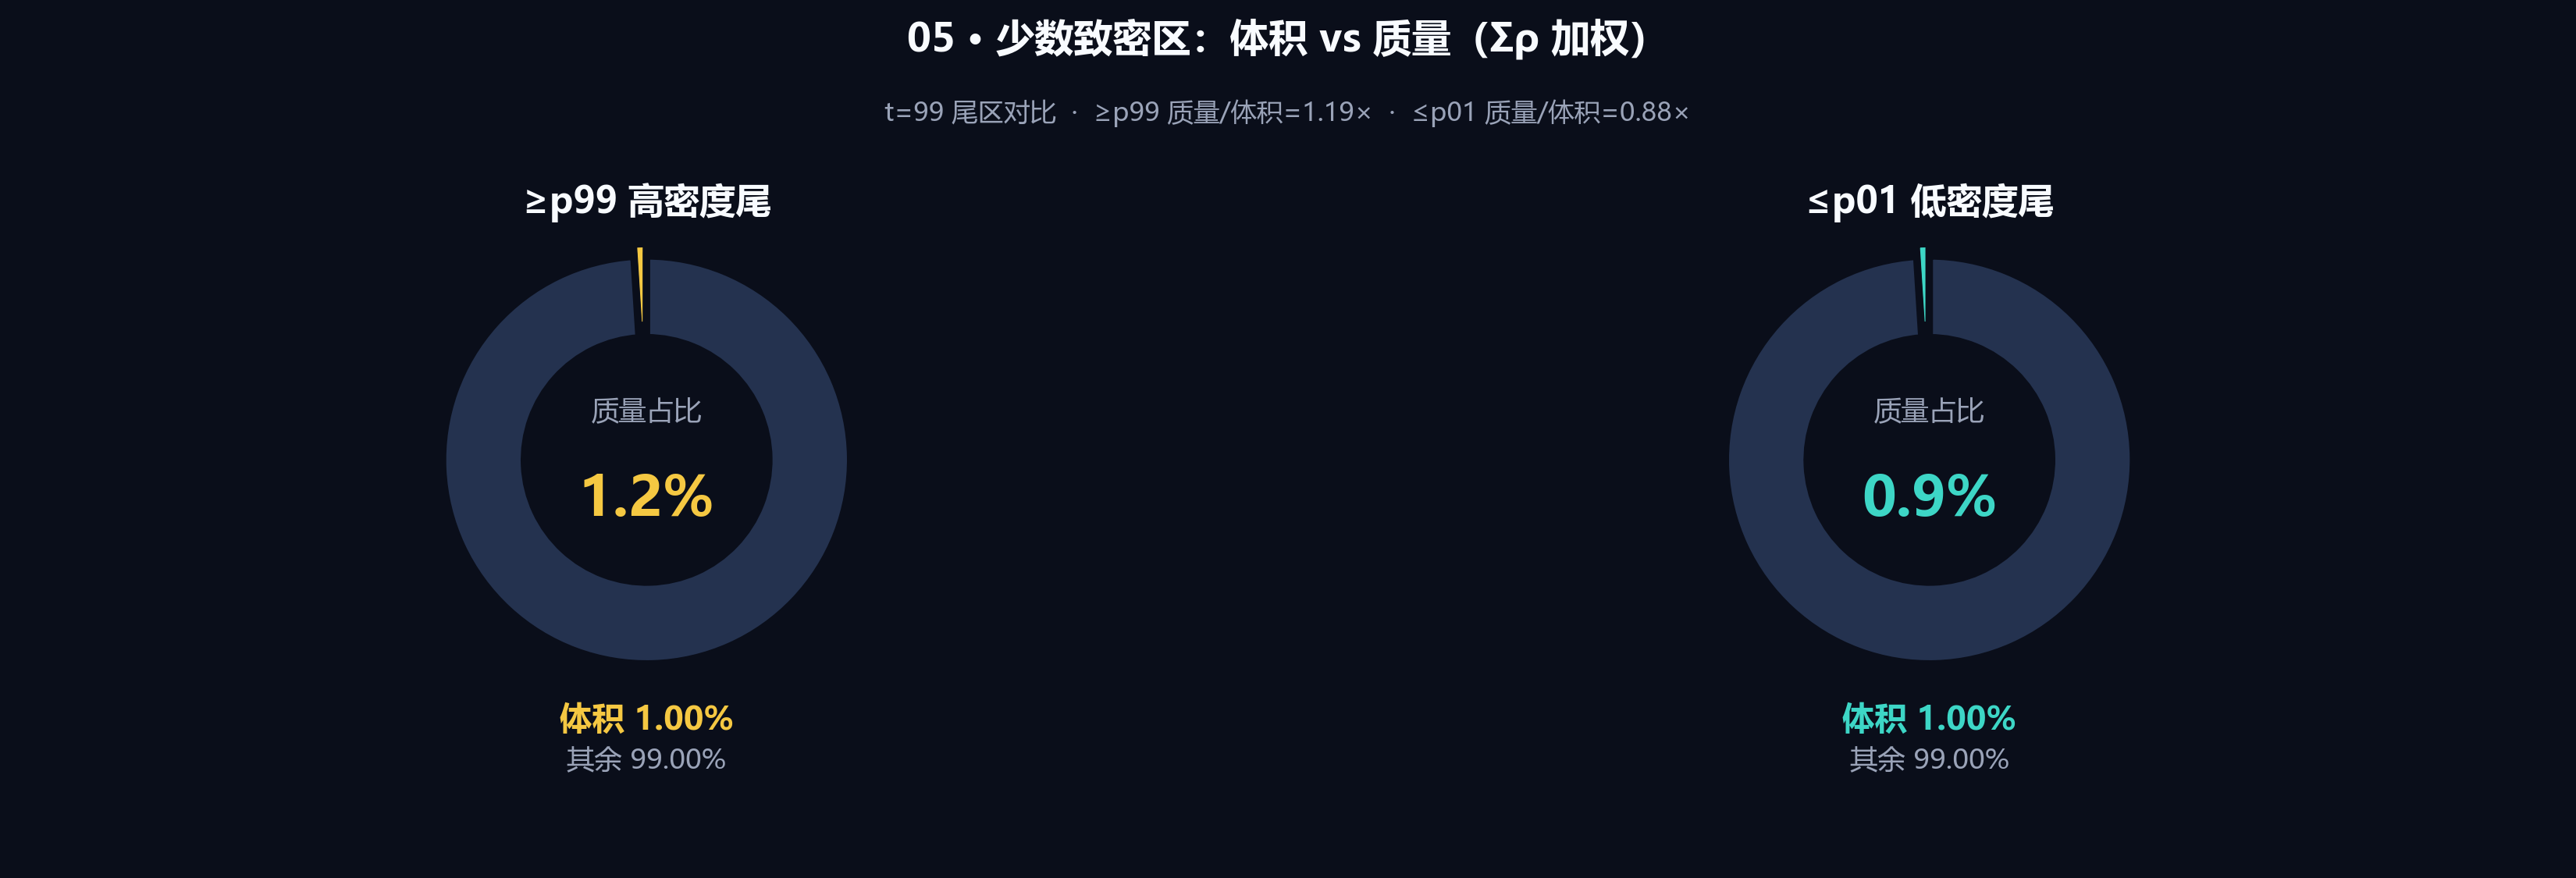 05 • 少数致密区：体积 vs 质量（Σρ 加权）
t=99 尾区对比 · ≥p99 质量/体积=1.19× · ≤p01 质量/体积=0.88×
≥p99 高密度尾
质量占比
1.2%
体积 1.00%
其余 99.00%
≤p01 低密度尾
质量占比
0.9%
体积 1.00%
其余 99.00%